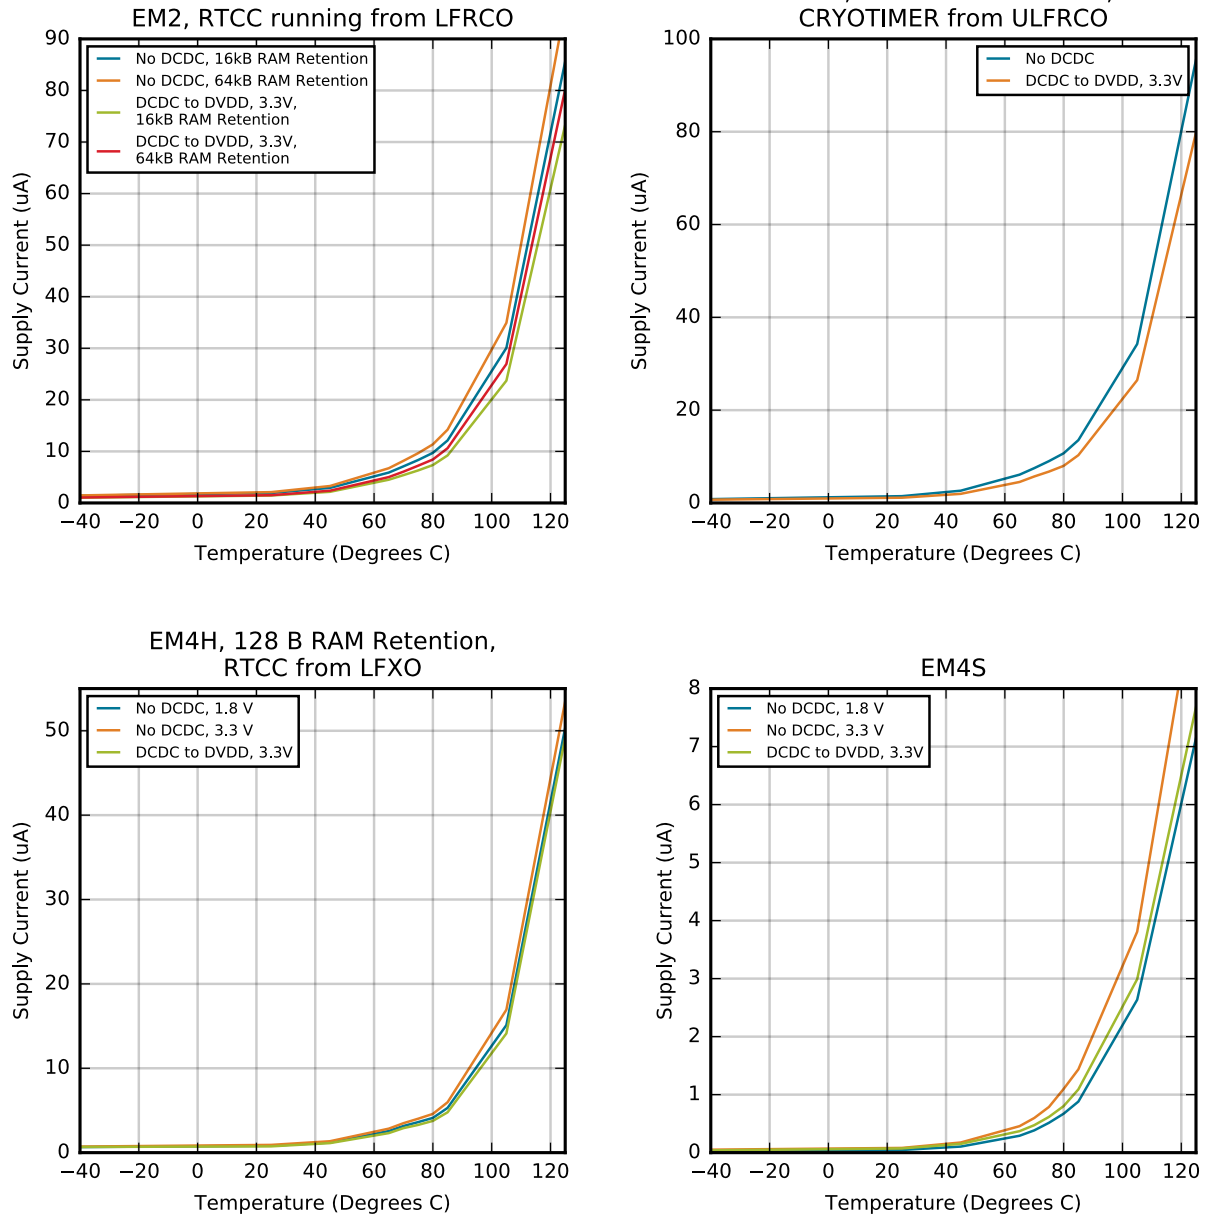 EM2, RTCC running from LFRCO
90
80
70
60
50
40
30
20
10
0
Supply Current (uA)
No DCDC, 16kB RAM Retention
No DCDC, 64kB RAM Retention
DCDC to DVDD, 3.3V,
16kB RAM Retention
DCDC to DVDD, 3.3V,
64kB RAM Retention
−40 −20 0 20 40 60 80 100 120
Temperature (Degrees C)
CRYOTIMER from ULFRCO
100
80
60
40
20
0
Supply Current (uA)
No DCDC
DCDC to DVDD, 3.3V
−40 −20 0 20 40 60 80 100 120
Temperature (Degrees C)
EM4H, 128 B RAM Retention,
RTCC from LFXO
50
40
30
20
10
0
Supply Current (uA)
No DCDC, 1.8 V
No DCDC, 3.3 V
DCDC to DVDD, 3.3V
−40 −20 0 20 40 60 80 100 120
Temperature (Degrees C)
EM4S
8
7
6
5
4
3
2
1
0
Supply Current (uA)
No DCDC, 1.8 V
No DCDC, 3.3 V
DCDC to DVDD, 3.3V
−40 −20 0 20 40 60 80 100 120
Temperature (Degrees C)